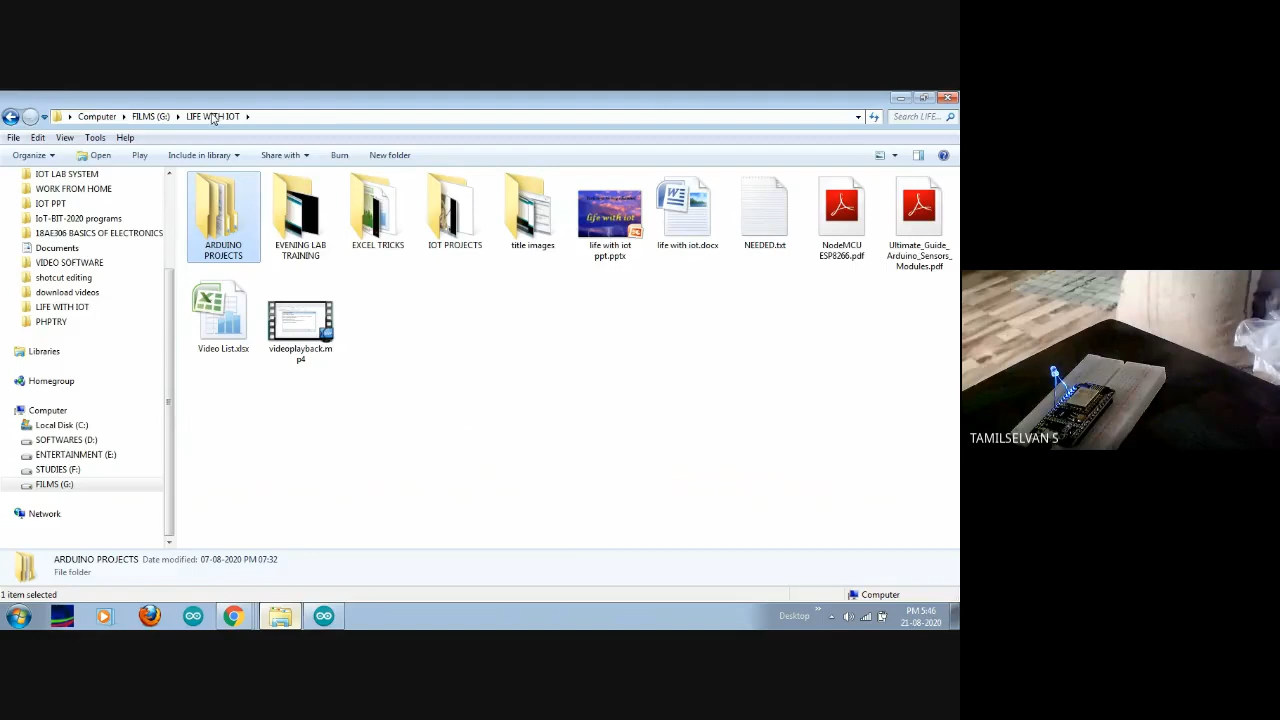 Computer FILMS (G:) LIFE WITH IOT
Search LIFE...
File Edit View Tools Help
Organize Open Play Include in library Share with Burn New folder
IOT LAB SYSTEM
WORK FROM HOME
IOT PPT
IoT-BIT-2020 programs
18AE306 BASICS OF ELECTRONICS
Documents
VIDEO SOFTWARE
shotcut editing
download videos
LIFE WITH IOT
PHPTRY
Libraries
Homegroup
Computer
Local Disk (C:)
SOFTWARES (D:)
ENTERTAINMENT (E:)
STUDIES (F:)
FILMS (G:)
Network
ARDUINO
PROJECTS
EVENING LAB
TRAINING
EXCEL TRICKS
IOT PROJECTS
title images
life with iot
life with iot
ppt.pptx
life with iot.docx
NEEDED.txt
NodeMCU
ESP8266.pdf
Ultimate_Guide_
Arduino_Sensors_
Modules.pdf
Video List.xlsx
videoplayback.m
p4
ARDUINO PROJECTS Date modified: 07-08-2020 PM 07:32
File folder
1 item selected
Computer
Desktop
PM 5:46
21-08-2020
TAMILSELVAN S